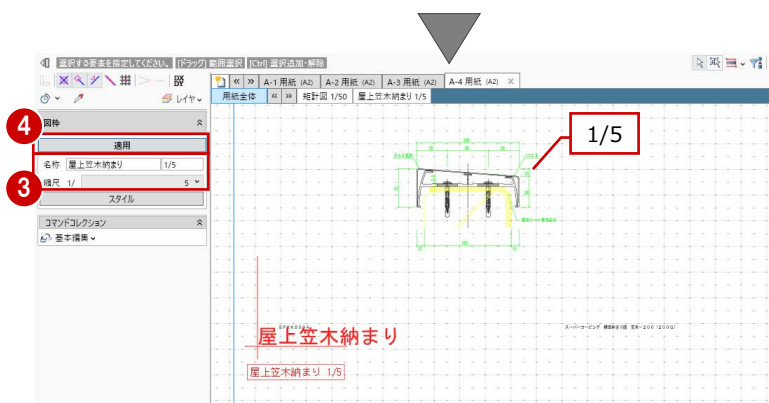 選択する要素を指定してください。 [ドラッグ] 範囲選択 [Ctrl] 選択追加・解除
レイヤ
« » A-1 用紙 (A2) A-2 用紙 (A2) A-3 用紙 (A2) A-4 用紙 (A2) ×
用紙全体 « » 矩計図 1/50 屋上笠木納まり 1/5
図枠
4
適用
名称 屋上笠木納まり 1/5
3
縮尺 1/ 5
スタイル
コマンドコレクション
基本編集
1/5
屋上笠木納まり
屋上笠木納まり 1/5